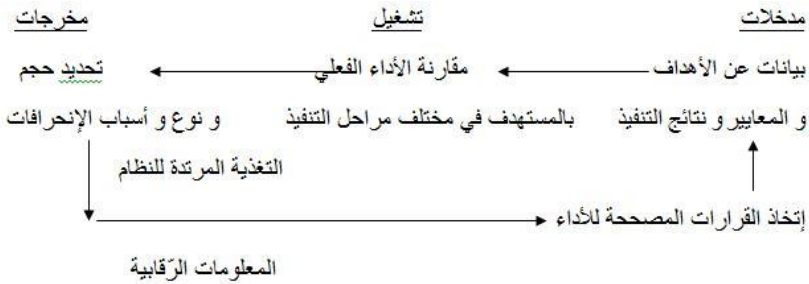 مدخلات تشغيل مخرجات
بيانات عن الأهداف مقارنة الأداء الفعلي تحديد حجم
و المعايير و نتائج التنفيذ بالمستهدف في مختلف مراحل التنفيذ و نوع و أسباب الإنحرافات
التغذية المرتدة للنظام
إتخاذ القرارات المصححة للأداء
المعلومات الرّقابية